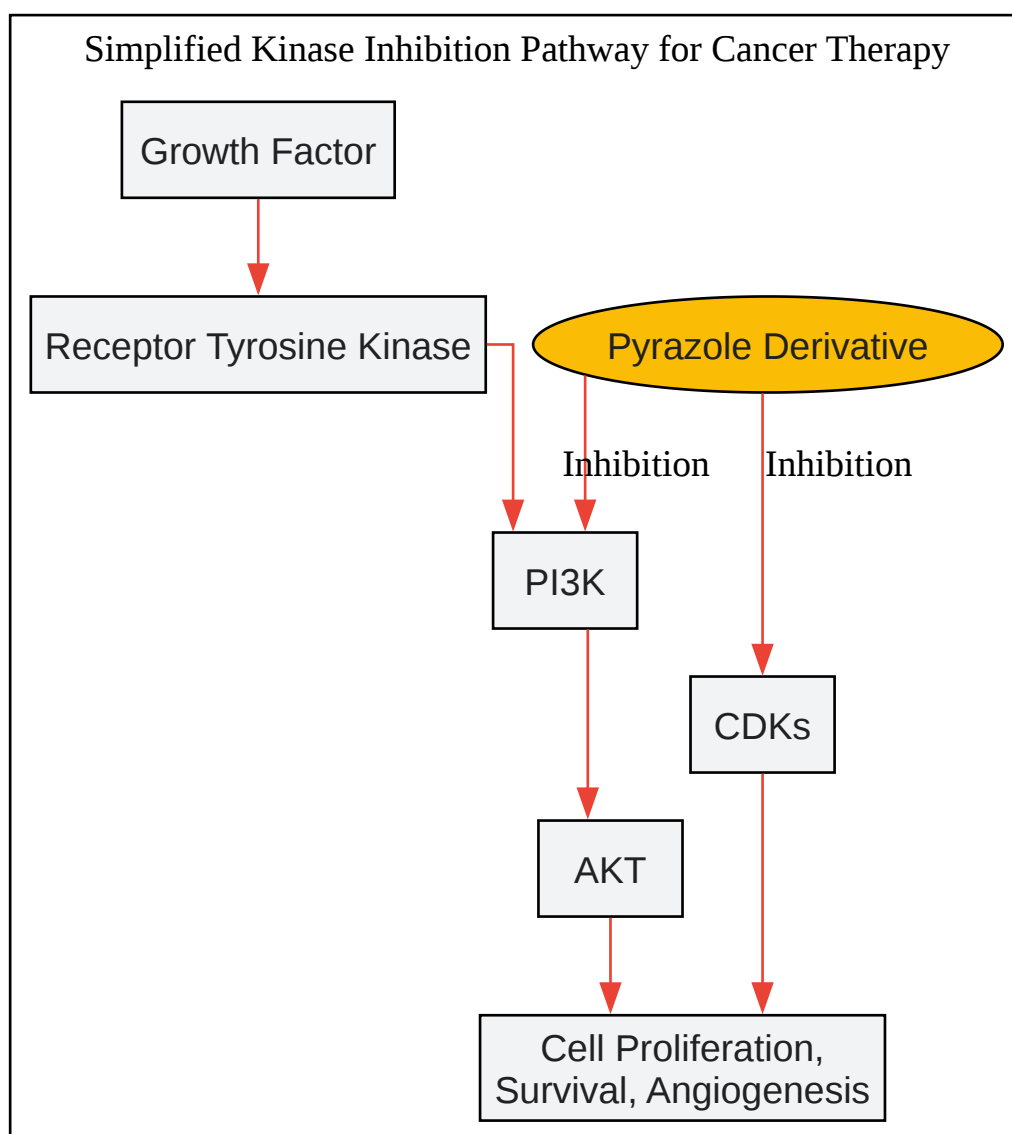 Simplified Kinase Inhibition Pathway for Cancer Therapy
Growth Factor
Receptor Tyrosine Kinase
Pyrazole Derivative
Inhibition
Inhibition
PI3K
CDKs
AKT
Cell Proliferation,
Survival, Angiogenesis